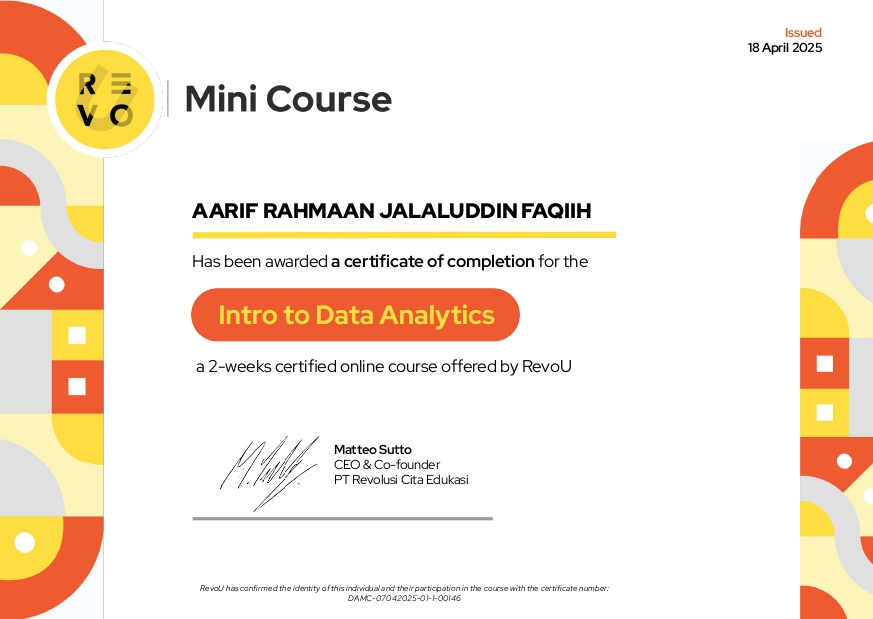 Issued
18 April 2025
RE
VO
Mini Course
AARIF RAHMAAN JALALUDDIN FAQIIH
Has been awarded a certificate of completion for the
Intro to Data Analytics
a 2-weeks certified online course offered by RevoU
Matteo Sutto
CEO & Co-founder
PT Revolusi Cita Edukasi
RevoU has confirmed the identity of this individual and their participation in the course with the certificate number:
DAMC-07042025-01-1-00146